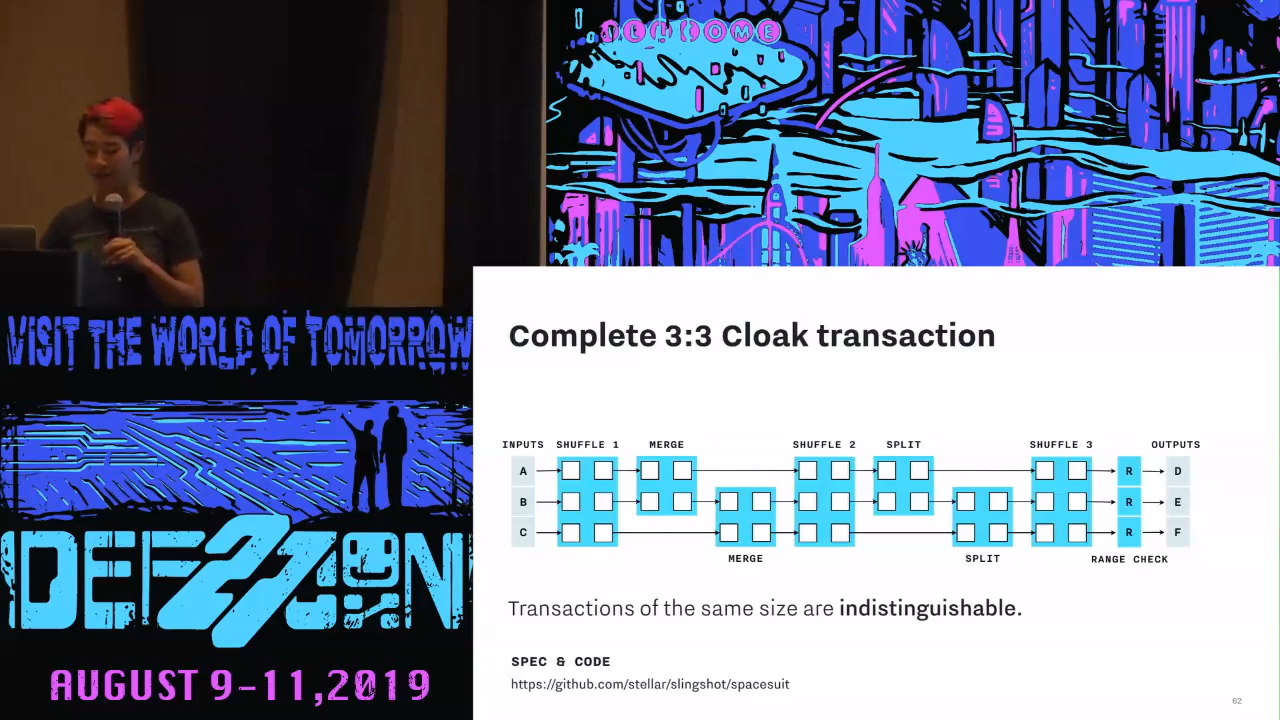 WELCOME
VISIT THE WORLD OF TOMORROW
DEF CON
27
AUGUST 9-11,2019
Complete 3:3 Cloak transaction
INPUTS SHUFFLE 1 MERGE SHUFFLE 2 SPLIT SHUFFLE 3 OUTPUTS
A R D
B R E
C R F
MERGE SPLIT RANGE CHECK
Transactions of the same size are indistinguishable.
SPEC & CODE
https://github.com/stellar/slingshot/spacesuit
62